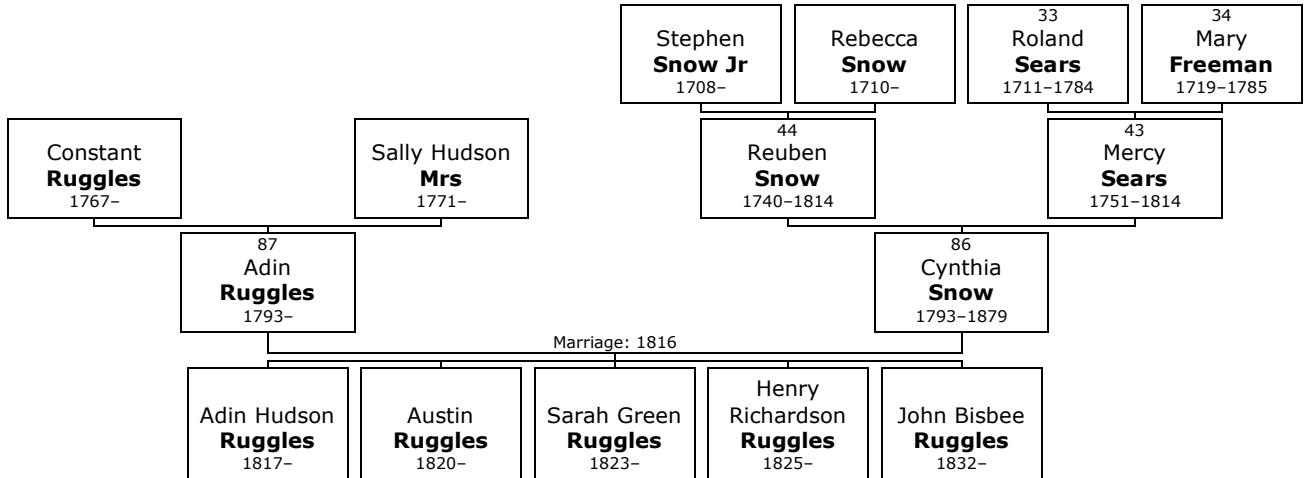 Stephen
Snow Jr
1708–
Rebecca
Snow
1710–
33
Roland
Sears
1711–1784
34
Mary
Freeman
1719–1785
Constant
Ruggles
1767–
Sally Hudson
Mrs
1771–
44
Reuben
Snow
1740–1814
43
Mercy
Sears
1751–1814
87
Adin
Ruggles
1793–
86
Cynthia
Snow
1793–1879
Marriage: 1816
Adin Hudson
Ruggles
1817–
Austin
Ruggles
1820–
Sarah Green
Ruggles
1823–
Henry
Richardson
Ruggles
1825–
John Bisbee
Ruggles
1832–